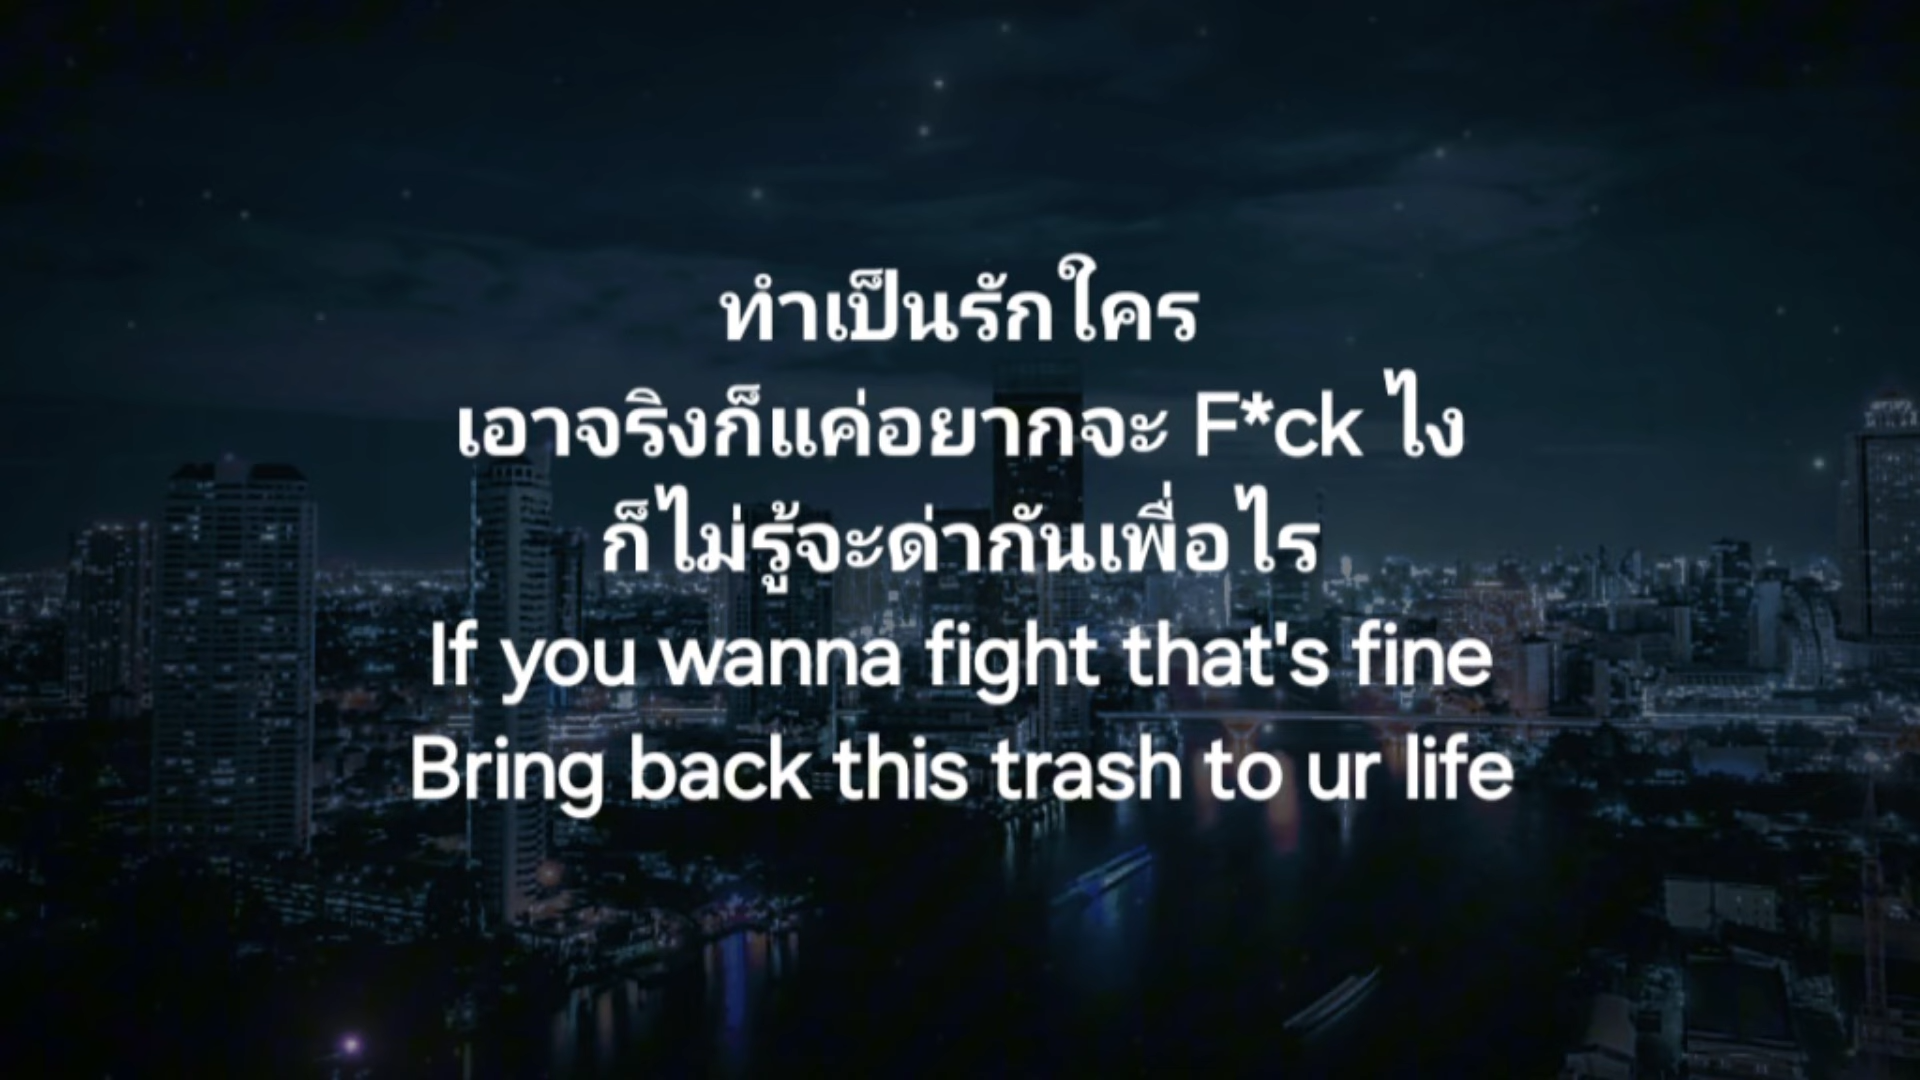 ทำเป็นรักใคร
เอาจริงก็แค่อยากจะ F*ck ไง
ก็ไม่รู้จะด่ากันเพื่อไร
If you wanna fight that's fine
Bring back this trash to ur life